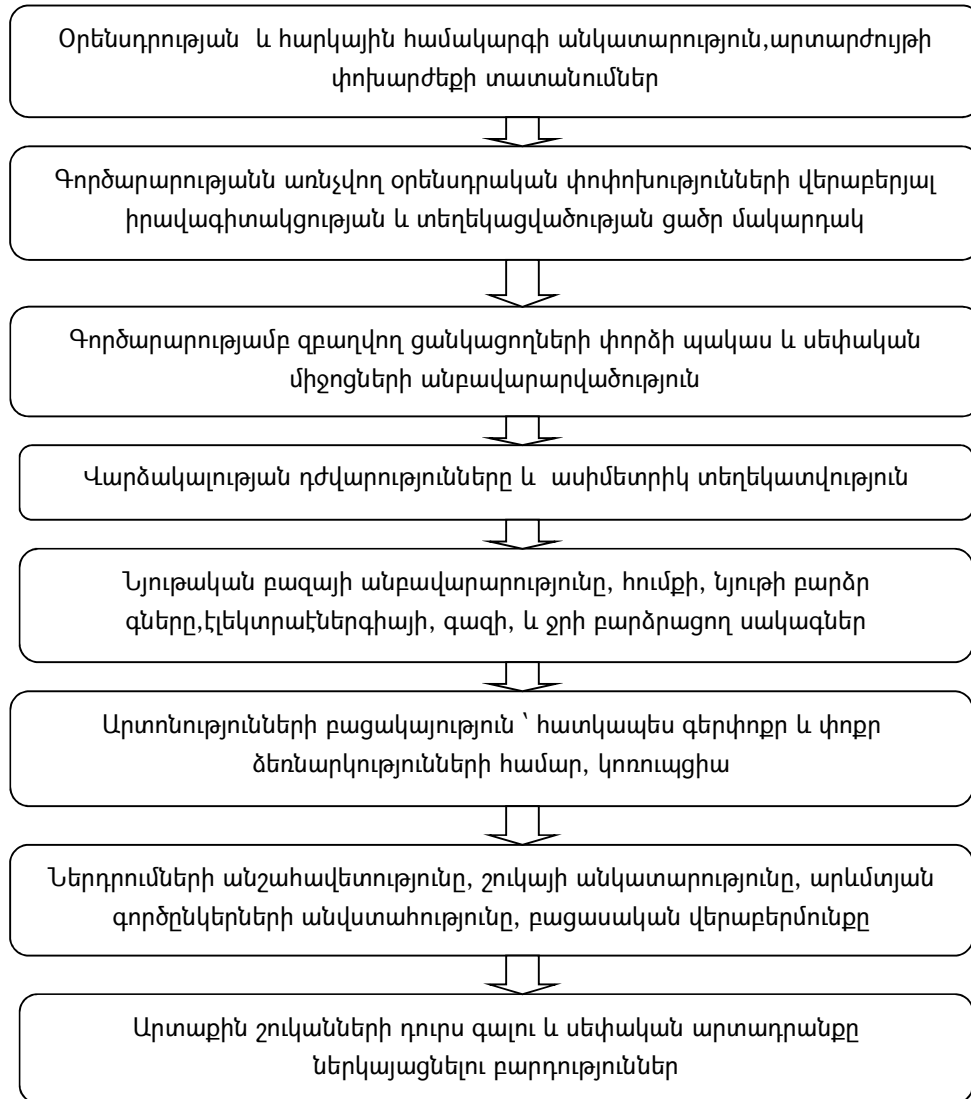 Օրենսդրության և հարկային համակարգի անկատարություն,արտարժույթի
փոխարժեքի տատանումներ
Գործարարությանն առնչվող օրենսդրական փոփոխությունների վերաբերյալ
իրավագիտակցության և տեղեկացվածության ցածր մակարդակ
Գործարարությամբ զբաղվող ցանկացողների փորձի պակաս և սեփական
միջոցների անբավարարվածություն
Վարձակալության դժվարությունները և ասիմետրիկ տեղեկատվություն
Նյութական բազայի անբավարարությունը, հումքի, նյութի բարձր
գները,էլեկտրաէներգիայի, գազի, և ջրի բարձրացող սակագներ
Արտոնությունների բացակայություն ՝ հատկապես գերփոքր և փոքր
ձեռնարկությունների համար, կոռուպցիա
Ներդրումների անշահավետությունը, շուկայի անկատարությունը, արևմտյան
գործընկերների անվստահությունը, բացասական վերաբերմունքը
Արտաքին շուկաններ դուրս գալու և սեփական արտադրանքը
ներկայացնելու բարդություններ